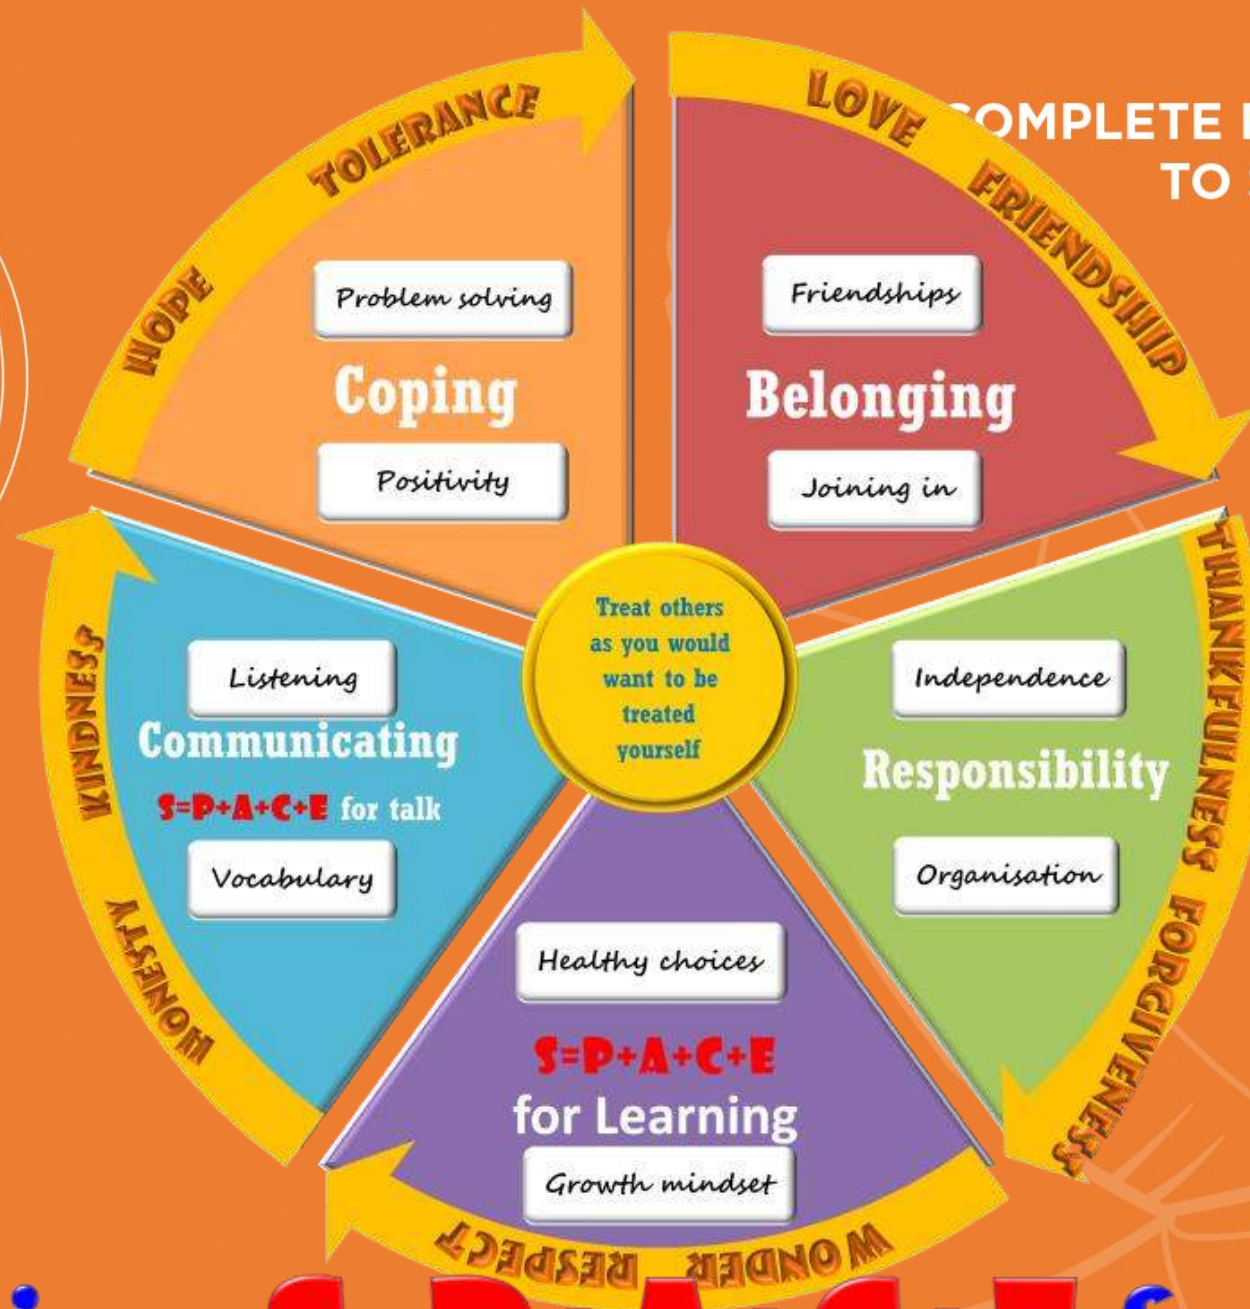 COMPLETE
TO
HOPE TOLERANCE
Problem solving
Coping
Positivity
LOVE FRIENDSHIP
Friendships
Belonging
Joining in
THANKFULNESS FORGIVENESS
Independence
Responsibility
Organisation
WONDER RESPECT
Healthy choices
S=P+A+C+E
for Learning
Growth mindset
HONESTY KINDNESS
Listening
Communicating
S=P+A+C+E for talk
Vocabulary
Treat others
as you would
want to be
treated
yourself